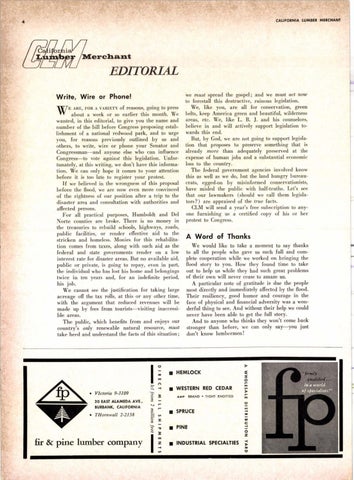 4
CALIFORNIA LUMBER MERCHANT
CLM
California
Lumber Merchant
EDITORIAL
Write, Wire or Phone!
WE ARE, FOR A VARIETY OF REASONS, going to press
about a week or so earlier this month. We
wanted, in this editorial, to give you the name and
number of the bill before Congress proposing estab-
lishment of a national redwood park, and to urge
you, for reasons previously outlined by us and
others, to write, wire or phone your Senator and
Congressman—and anyone else who can influence
Congress—to vote against this legislation. Unfor-
tunately, at this writing, we don't have this informa-
tion. We can only hope it comes to your attention
before it is too late to register your protest.
If we believed in the wrongness of this proposal
before the flood, we are now even more convinced
of the rightness of our position after a trip to the
disaster area and consultation with authorities and
affected persons.
For all practical purposes, Humboldt and Del
Norte counties are broke. There is no money in
the treasuries to rebuild schools, highways, roads,
public facilities, or render effective aid to the
stricken and homeless. Monies for this rehabilita-
tion comes from taxes, along with such aid as the
federal and state governments render on a low
interest rate for disaster areas. But no available aid,
public or private, is going to repay, even in part,
the individual who has lost his home and belongings
twice in ten years and, for an indefinite period,
his job.
We cannot see the justification for taking large
acreage off the tax rolls, at this or any other time,
with the argument that reduced revenues will be
made up by fees from tourists—visiting inaccessi-
ble areas.
The public, which benefits from and enjoys our
country's only renewable natural resource, must
take heed and understand the facts of this situation;
we must spread the gospel; and we must act now
to forestall this destructive, ruinous legislation.
We, like you, are all for conservation, green
belts, keep America green and beautiful, wilderness
areas, etc. We, like L. B. J. and his counselors,
believe in and will actively support legislation to-
wards this end.
But, by God, we are not going to support legisla-
tion that proposes to preserve something that is
already more than adequately preserved at the
expense of human jobs and a substantial economic
loss to the country.
The federal government agencies involved know
this as well as we do, but the land hungry bureau-
crats, egged-on by misinformed conservationists,
have misled the public with half-truths. Let's see
that our lawmakers (should we call them legisla-
tors?) are appraised of the true facts.
CLM will send a year's free subscription to any-
one furnishing us a certified copy of his or her
protest to Congress.
A Word of Thanks
We would like to take a moment to say thanks
to all the people who gave us such full and com-
plete cooperation while we worked on bringing the
flood story to you. How they found time to take
out to help us while they had such great problems
of their own will never cease to amaze us.
A particular note of gratitude is due the people
most directly and immediately affected by the flood.
Their resiliency, good humor and courage in the
face of physical and financial adversity was a won-
derful thing to see. And without their help we could
never have been able to get the full story.
And to anyone who thinks they won't come back
stronger than before, we can only say—you just
don't know lumbermen!
fp
• VIctoria 9-3109
30 EAST ALAMEDA AVE.,
BURBANK, CALIFORNIA
• THornwall 2-2138
fir & pine lumber company
DIRECT MILL SHIPMENTS
HEMLOCK
WESTERN RED CEDAR
BRAND • TIGHT KNOTTED
SPRUCE
PINE
INDUSTRIAL SPECIALTIES
A WHOLESALE DISTRIBUTION YARD
fp